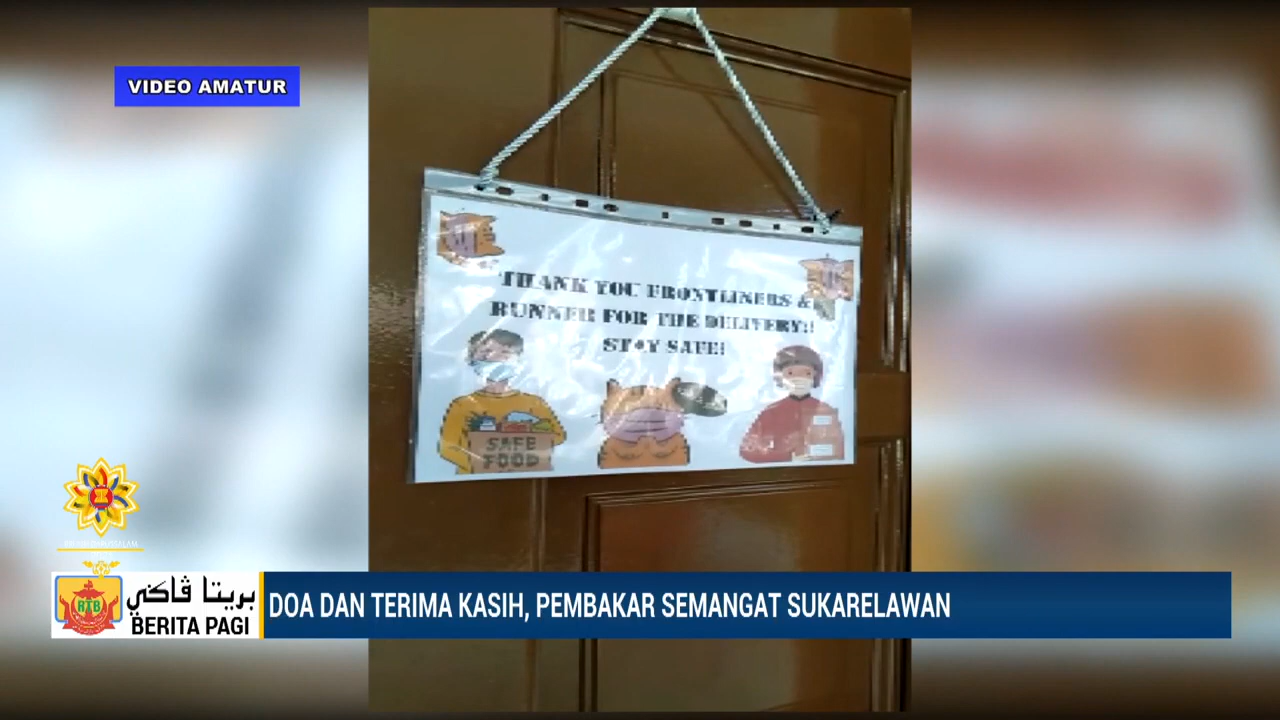 VIDEO AMATUR
THANK YOU FRONTLINERS &
RUNNER FOR THE DELIVERY!!
STAY SAFE!
SAFE
FOOD
RTB
بريتا ڤاڬي
BERITA PAGI
DOA DAN TERIMA KASIH, PEMBAKAR SEMANGAT SUKARELAWAN